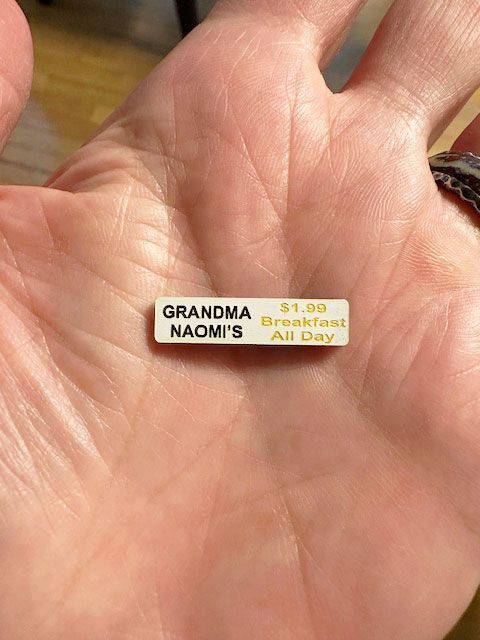 GRANDMA
NAOMI'S
$1.99
Breakfast
All Day